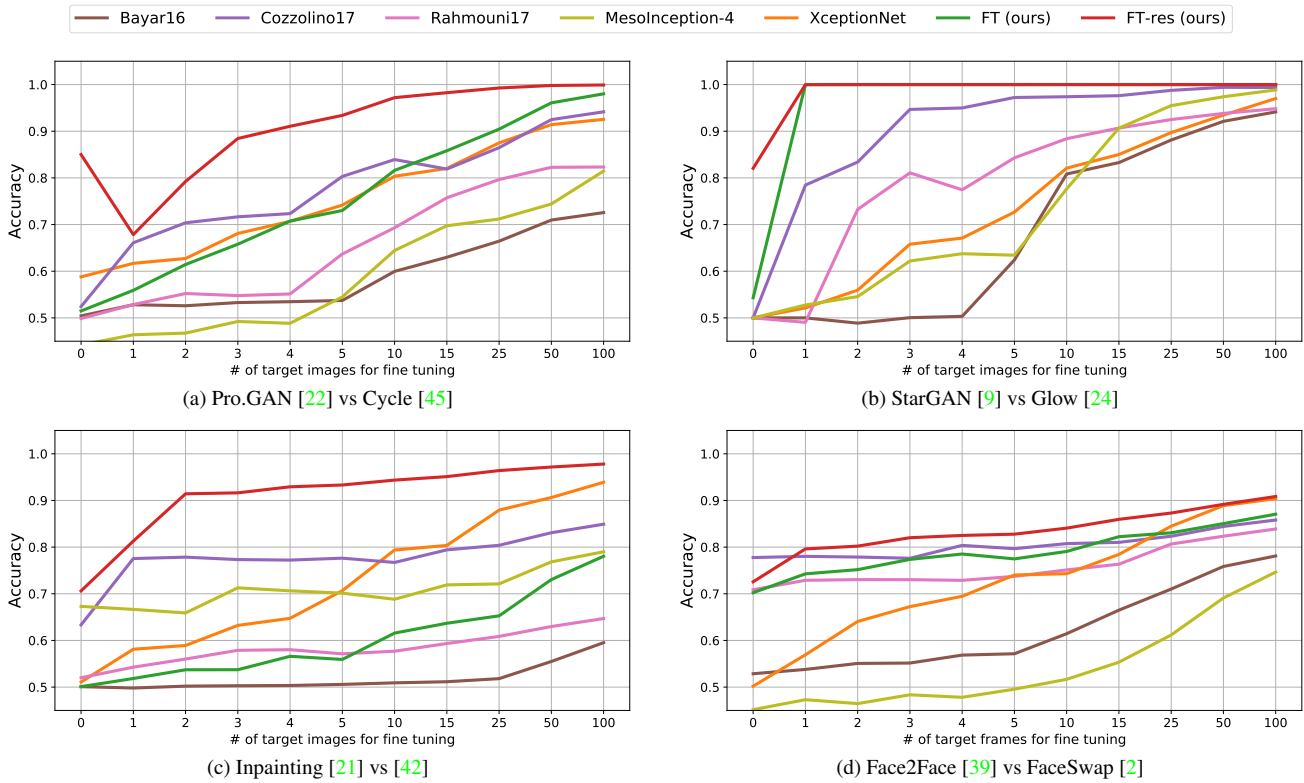 Bayar16 Cozzolino17 Rahmouni17 MesoInception-4 XceptionNet FT (ours) FT-res (ours)
1.0
0.9
0.8
0.7
0.6
0.5
Accuracy
0 1 2 3 4 5 10 15 25 50 100
# of target images for fine tuning
(a) Pro.GAN [22] vs Cycle [45]
1.0
0.9
0.8
0.7
0.6
0.5
Accuracy
0 1 2 3 4 5 10 15 25 50 100
# of target images for fine tuning
(b) StarGAN [9] vs Glow [24]
1.0
0.9
0.8
0.7
0.6
0.5
Accuracy
0 1 2 3 4 5 10 15 25 50 100
# of target images for fine tuning
(c) Inpainting [21] vs [42]
1.0
0.9
0.8
0.7
0.6
0.5
Accuracy
0 1 2 3 4 5 10 15 25 50 100
# of target frames for fine tuning
(d) Face2Face [39] vs FaceSwap [2]